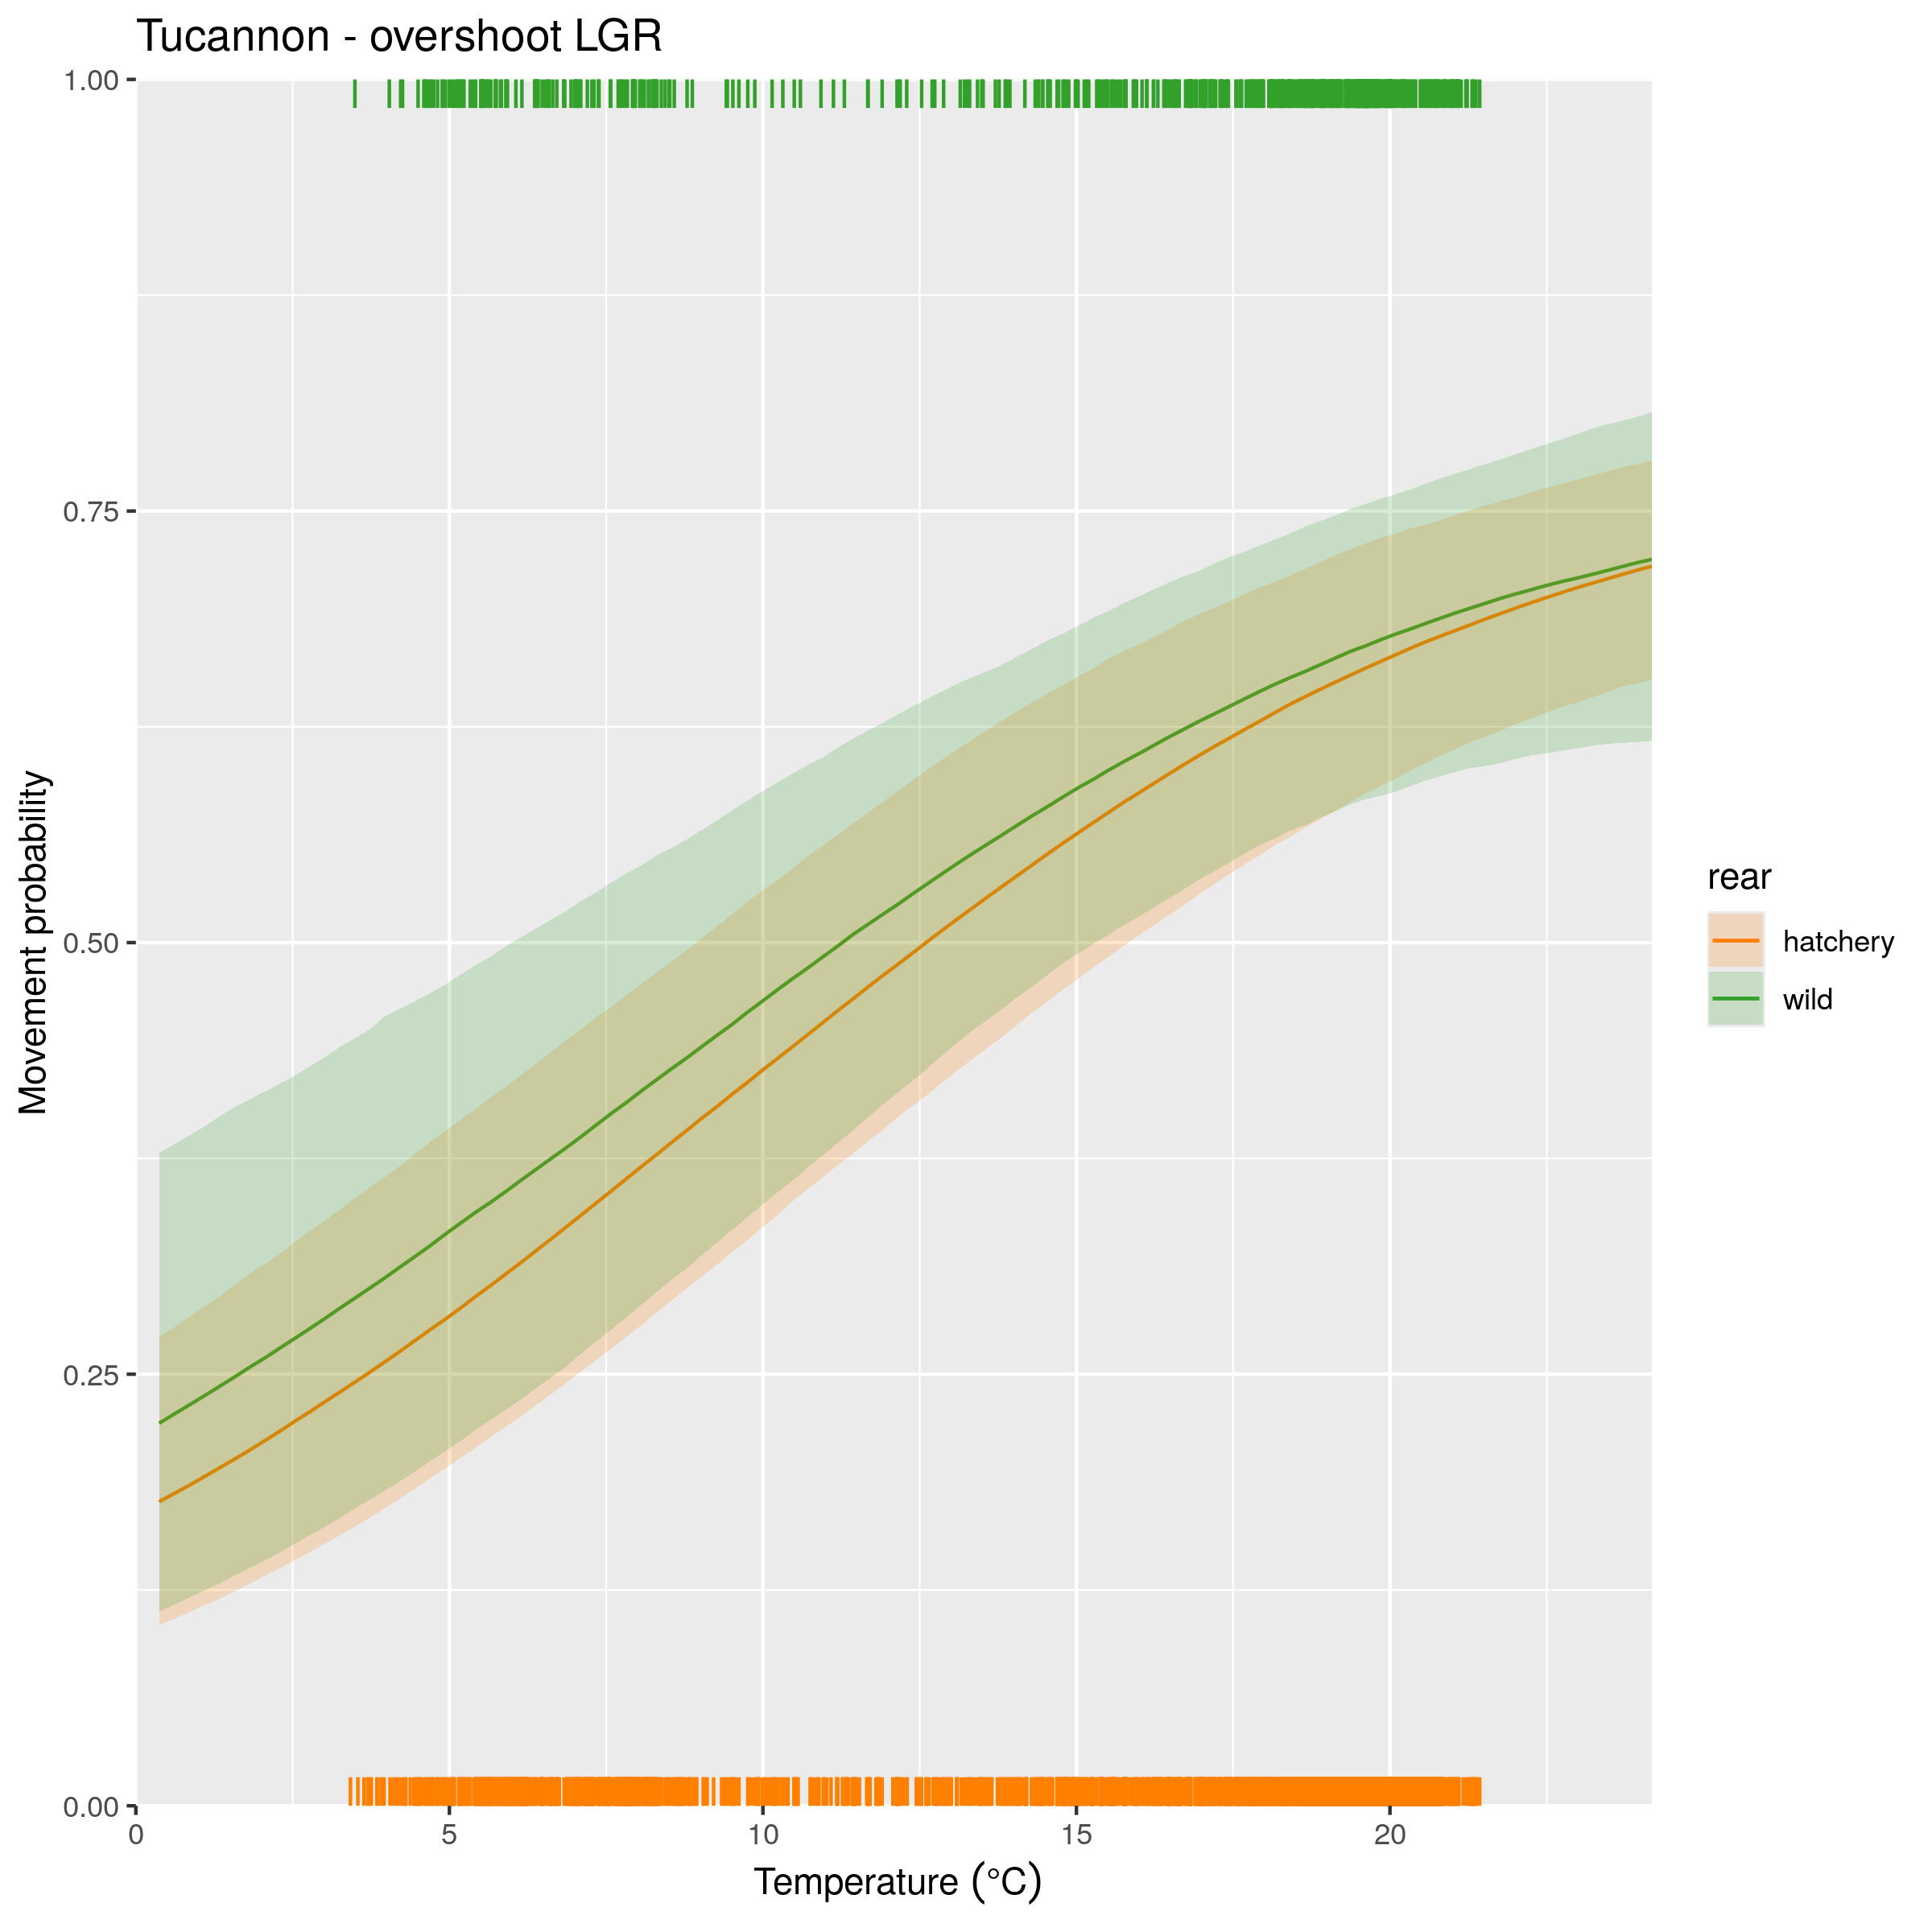 Tucannon - overshoot LGR
1.00
0.75
0.50
0.25
0.00
Movement probability
0 5 10 15 20
Temperature (°C)
rear
hatchery
wild